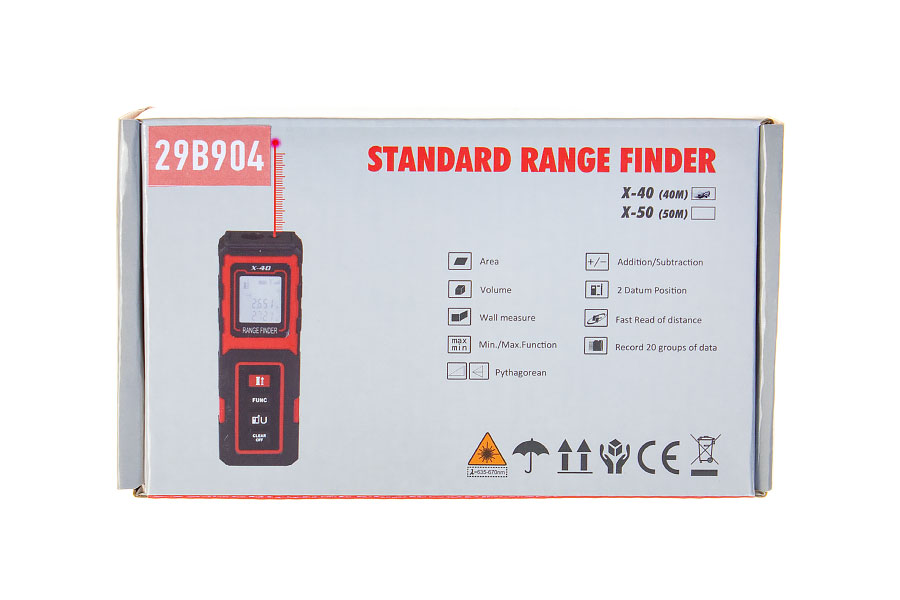 29B904
STANDARD RANGE FINDER
X-40 (40M)
X-50 (50M)
X-40
RANGE FINDER
FUNC
CLEAR
OFF
Area
Volume
Wall measure
max
min
Min./Max.Function
Pythagorean
+/− Addition/Subtraction
2 Datum Position
Fast Read of distance
Record 20 groups of data
λ=635-670nm
CE